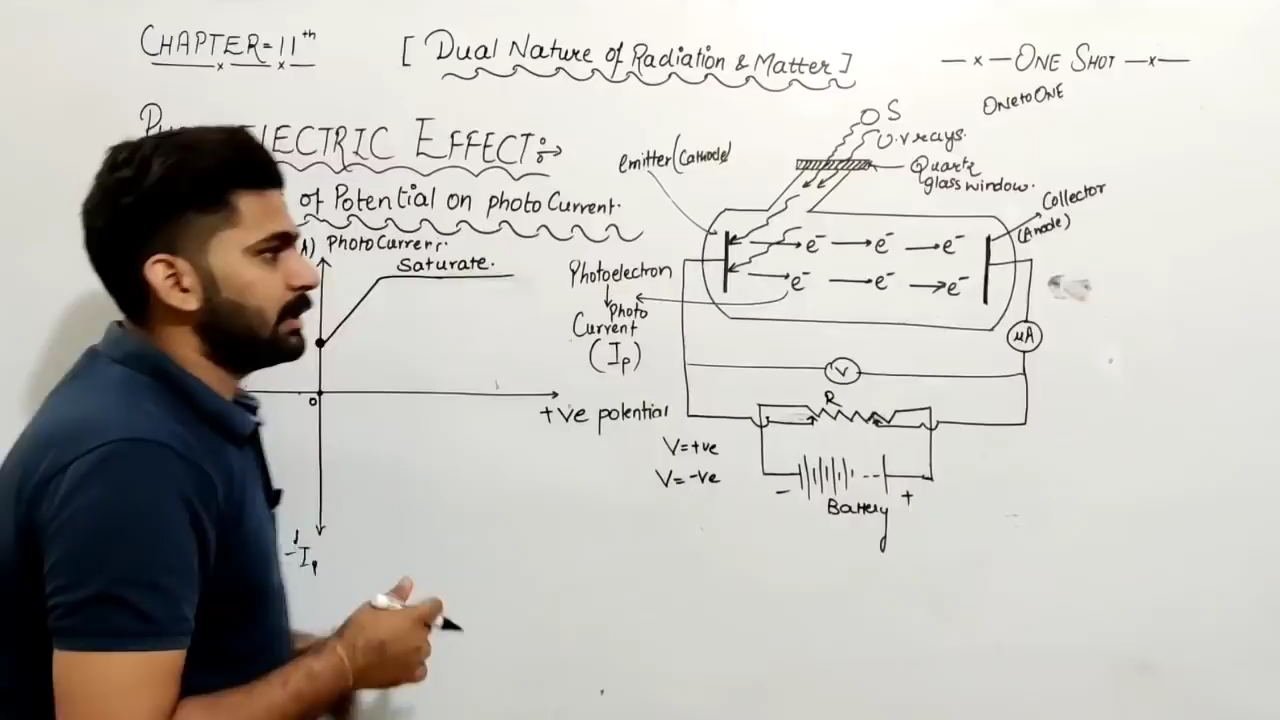 CHAPTER-11th
[ Dual Nature of Radiation & Matter ]
—x—ONE SHOT—x—
ONE to ONE
ELECTRIC EFFECT:→
of Potential on photo Current.
Photo Current.
Saturate.
0
+ve potential
-Ip
S
U.V rays.
Quartz
glass window.
emitter (Cathode)
Collector
(Anode)
e⁻ e⁻ e⁻
e⁻ e⁻ e⁻
Photoelectron
Photo
Current
(Ip)
μA
V
R
V=+ve
V=-ve
- +
Battery